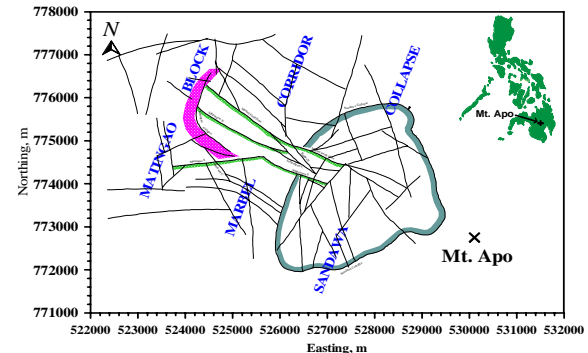 778000
777000
776000
775000
774000
773000
772000
771000
Northing, m
N
BLOCK
CORRIDOR
COLLAPSE
MATINGAO
MARBEL
SANDAWA
Mt. Apo
Mt. Apo
522000 523000 524000 525000 526000 527000 528000 529000 530000 531000 532000
Easting, m